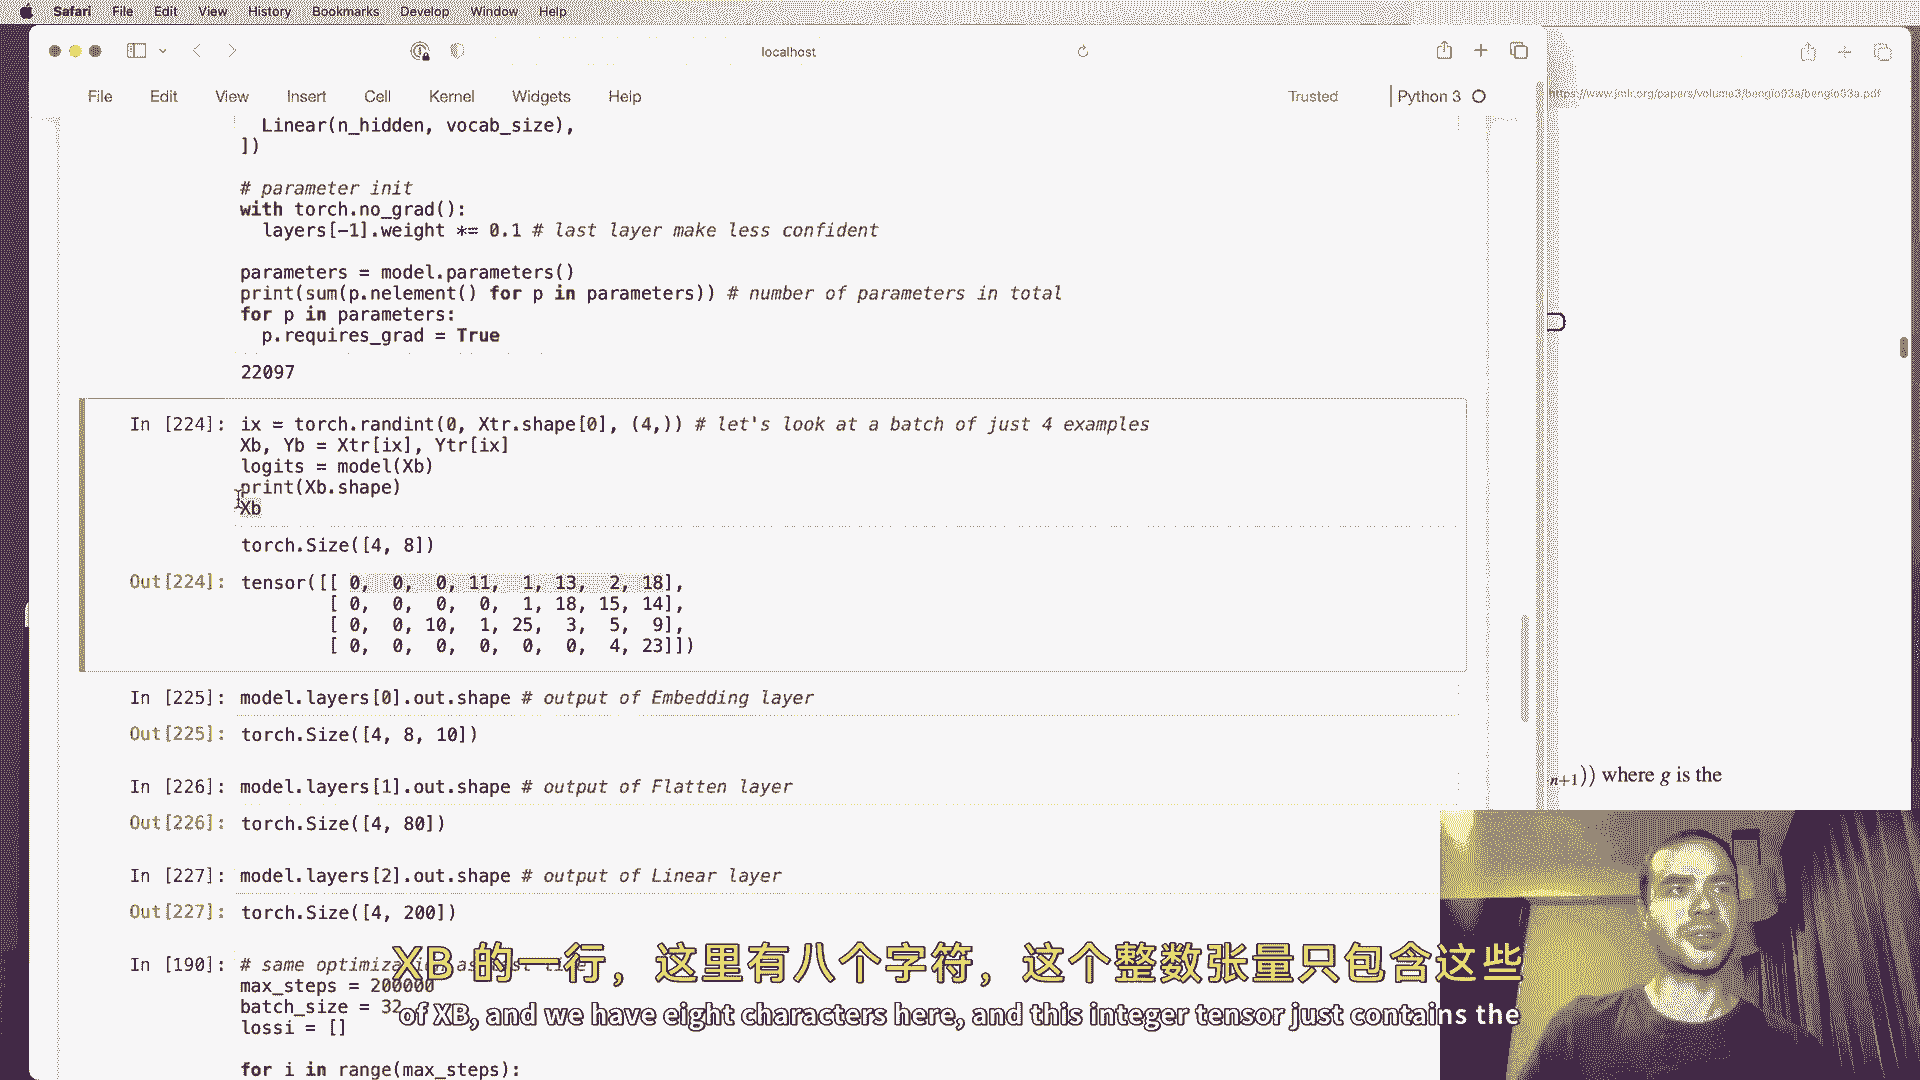 Safari File Edit View History Bookmarks Develop Window Help
localhost
File Edit View Insert Cell Kernel Widgets Help
Trusted
Python 3
https://www.jmlr.org/papers/volume3/bengio03a/bengio03a.pdf
Linear(n_hidden, vocab_size),
])
# parameter init
with torch.no_grad():
layers[-1].weight *= 0.1 # last layer make less confident
parameters = model.parameters()
print(sum(p.nelement() for p in parameters)) # number of parameters in total
for p in parameters:
p.requires_grad = True
22097
In [224]: ix = torch.randint(0, Xtr.shape[0], (4,)) # let's look at a batch of just 4 examples
Xb, Yb = Xtr[ix], Ytr[ix]
logits = model(Xb)
print(Xb.shape)
Xb
torch.Size([4, 8])
Out[224]: tensor([[ 0, 0, 0, 11, 1, 13, 2, 18],
[ 0, 0, 0, 0, 1, 18, 15, 14],
[ 0, 0, 10, 1, 25, 3, 5, 9],
[ 0, 0, 0, 0, 0, 0, 4, 23]])
In [225]: model.layers[0].out.shape # output of Embedding layer
Out[225]: torch.Size([4, 8, 10])
In [226]: model.layers[1].out.shape # output of Flatten layer
Out[226]: torch.Size([4, 80])
In [227]: model.layers[2].out.shape # output of Linear layer
Out[227]: torch.Size([4, 200])
n+1)) where g is the
In [190]: # same optimization as last time
max_steps = 200000
batch_size = 32
lossi = []
for i in range(max_steps):
XB 的一行，这里有八个字符，这个整数张量只包含这些
of XB, and we have eight characters here, and this integer tensor just contains the